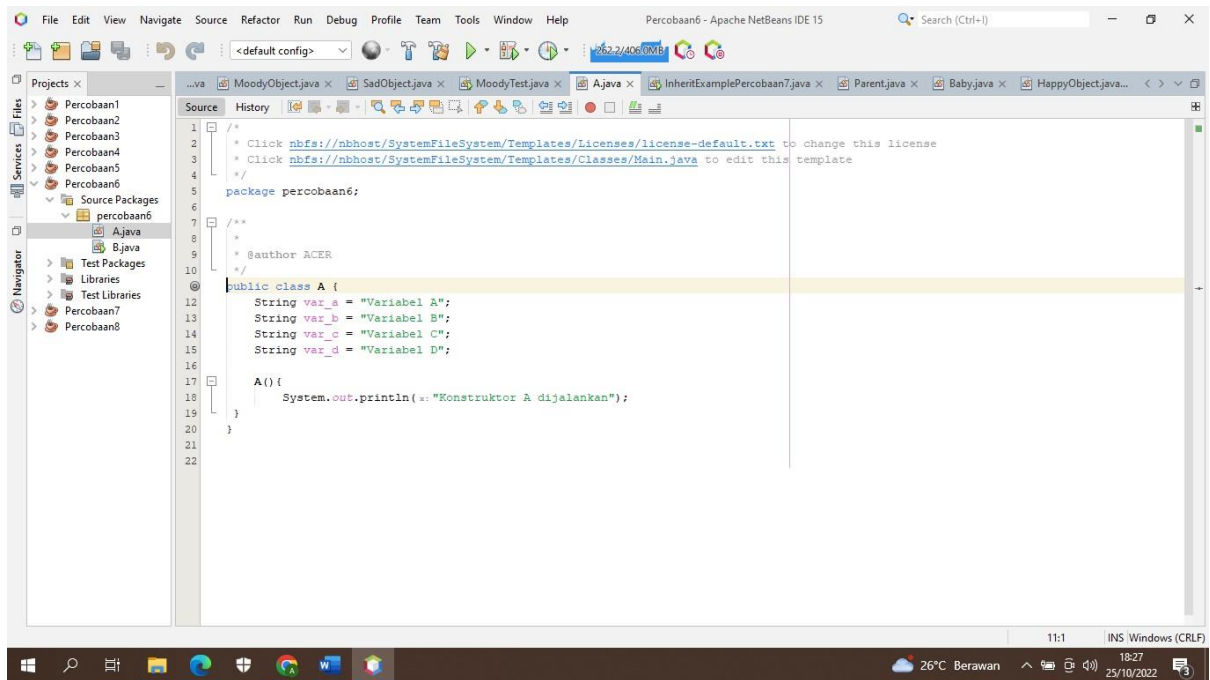 File Edit View Navigate Source Refactor Run Debug Profile Team Tools Window Help
Percobaan6 - Apache NetBeans IDE 15
Search (Ctrl+I)
<default config>
262.2/406.0MB
Projects
...va MoodyObject.java SadObject.java MoodyTest.java A.java InheritExamplePercobaan7.java Parent.java Baby.java HappyObject.java...
Files
Services
Navigator
Percobaan1
Percobaan2
Percobaan3
Percobaan4
Percobaan5
Percobaan6
Source Packages
percobaan6
A.java
B.java
Test Packages
Libraries
Test Libraries
Percobaan7
Percobaan8
Source History
1 /*
2 * Click nbfs://nbhost/SystemFileSystem/Templates/Licenses/license-default.txt to change this license
3 * Click nbfs://nbhost/SystemFileSystem/Templates/Classes/Main.java to edit this template
4 */
5 package percobaan6;
6
7 /**
8 *
9 * @author ACER
10 */
public class A {
12 String var_a = "Variabel A";
13 String var_b = "Variabel B";
14 String var_c = "Variabel C";
15 String var_d = "Variabel D";
16
17 A(){
18 System.out.println(x: "Konstruktor A dijalankan");
19 }
20 }
21
22
11:1 INS Windows (CRLF)
26°C Berawan
18:27
25/10/2022
3